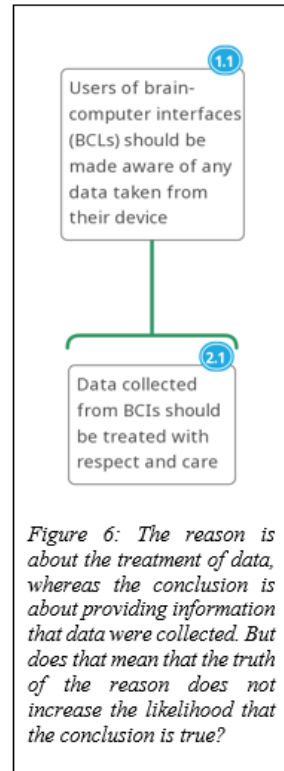 1.1
Users of brain-
computer interfaces
(BCLs) should be
made aware of any
data taken from
their device
2.1
Data collected
from BCIs should
be treated with
respect and care
Figure 6: The reason is
about the treatment of data,
whereas the conclusion is
about providing information
that data were collected. But
does that mean that the truth
of the reason does not
increase the likelihood that
the conclusion is true?